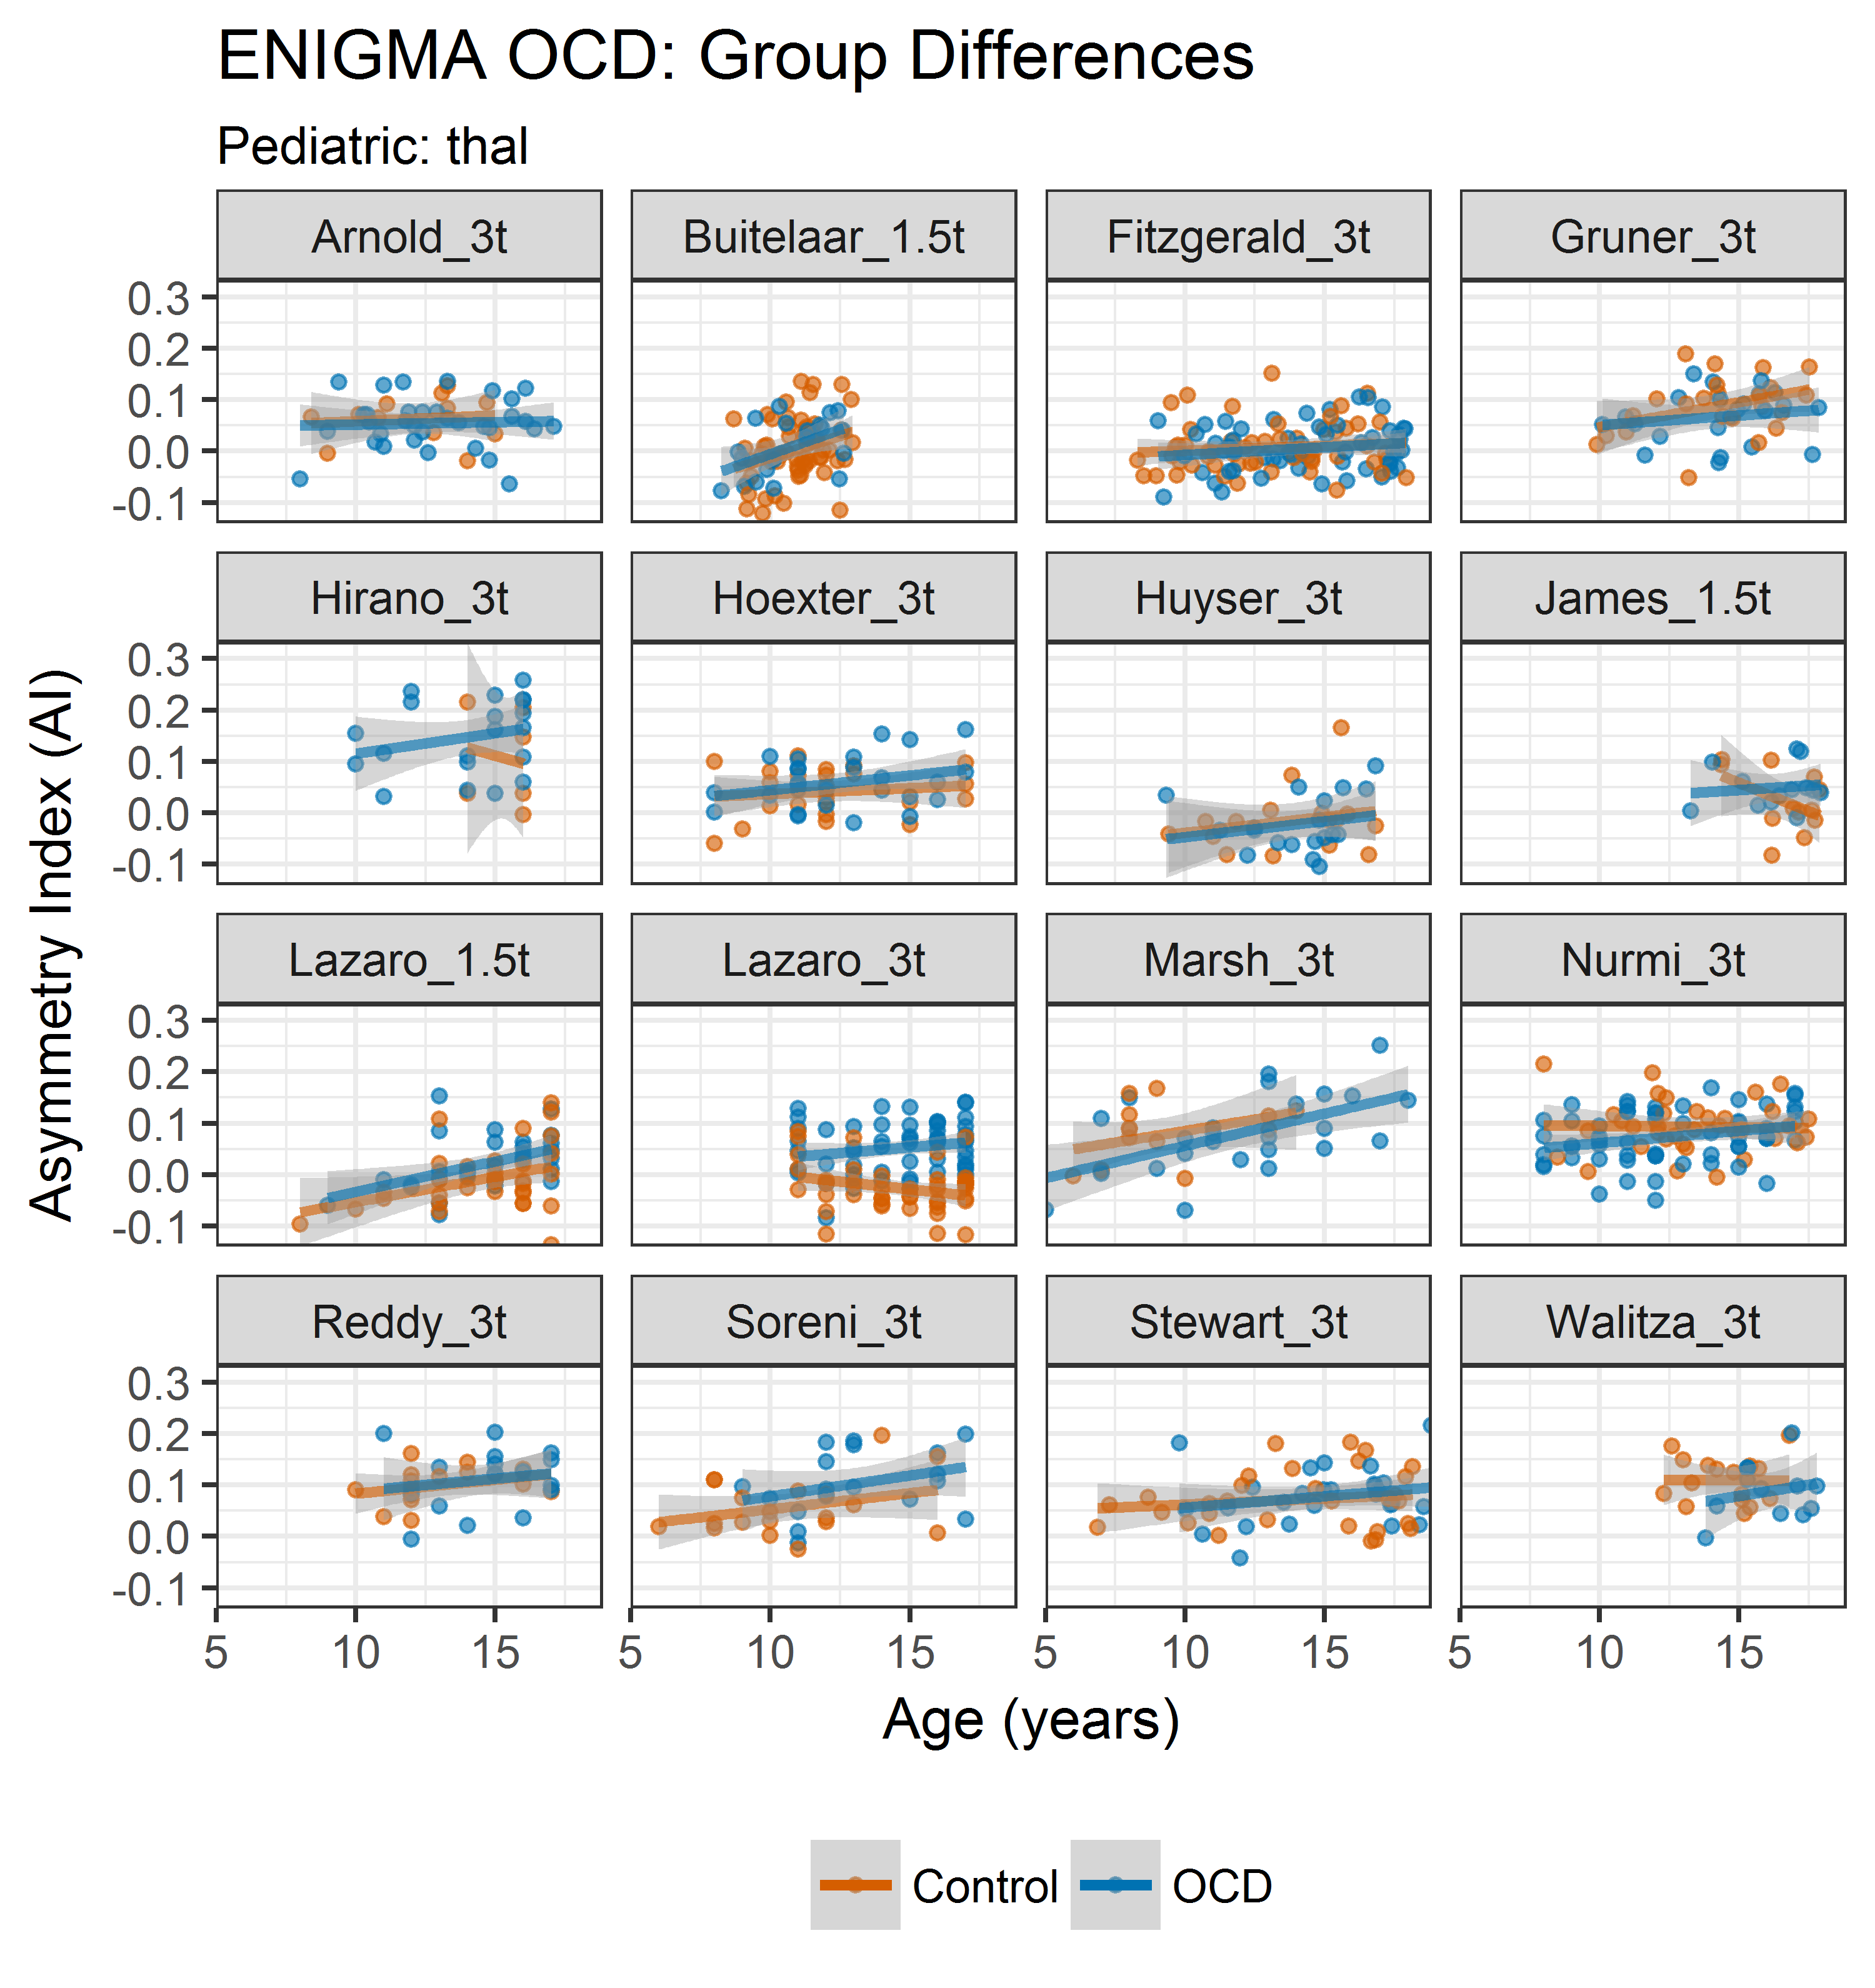 ENIGMA OCD: Group Differences
Pediatric: thal
Arnold_3t Buitelaar_1.5t Fitzgerald_3t Gruner_3t
0.3
0.2
0.1
0.0
-0.1
Hirano_3t Hoexter_3t Huyser_3t James_1.5t
0.3
0.2
0.1
0.0
-0.1
Asymmetry Index (AI)
Lazaro_1.5t Lazaro_3t Marsh_3t Nurmi_3t
0.3
0.2
0.1
0.0
-0.1
Reddy_3t Soreni_3t Stewart_3t Walitza_3t
0.3
0.2
0.1
0.0
-0.1
5 10 15 5 10 15 5 10 15 5 10 15
Age (years)
Control OCD